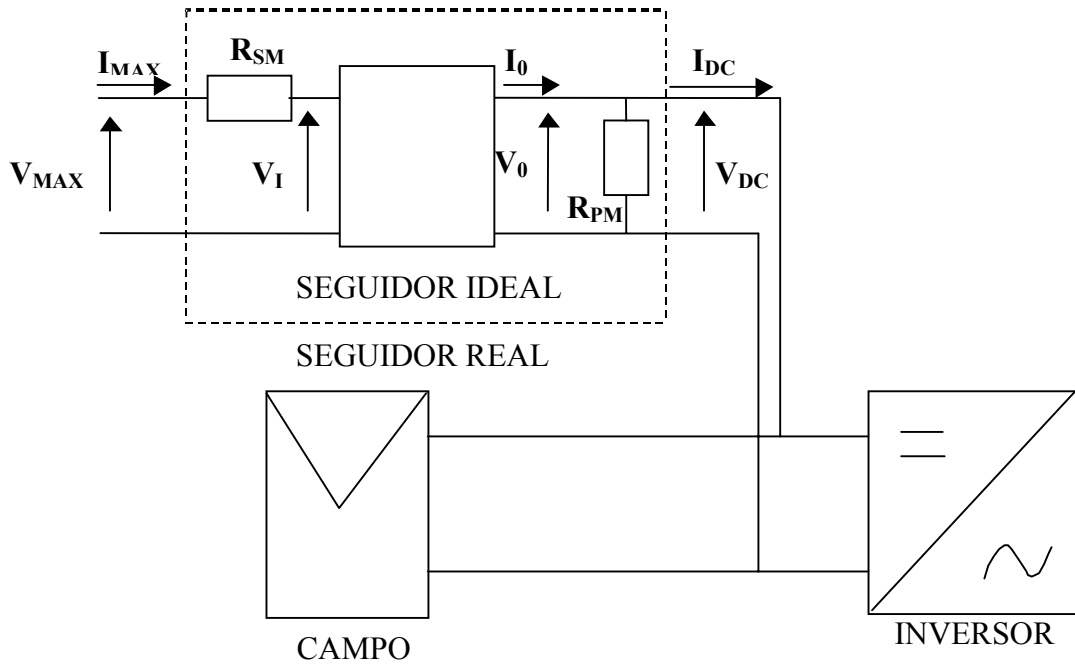 R_SM
I_MAX
I_0
I_DC
V_MAX
V_I
V_0
R_PM
V_DC
SEGUIDOR IDEAL
SEGUIDOR REAL
CAMPO
INVERSOR